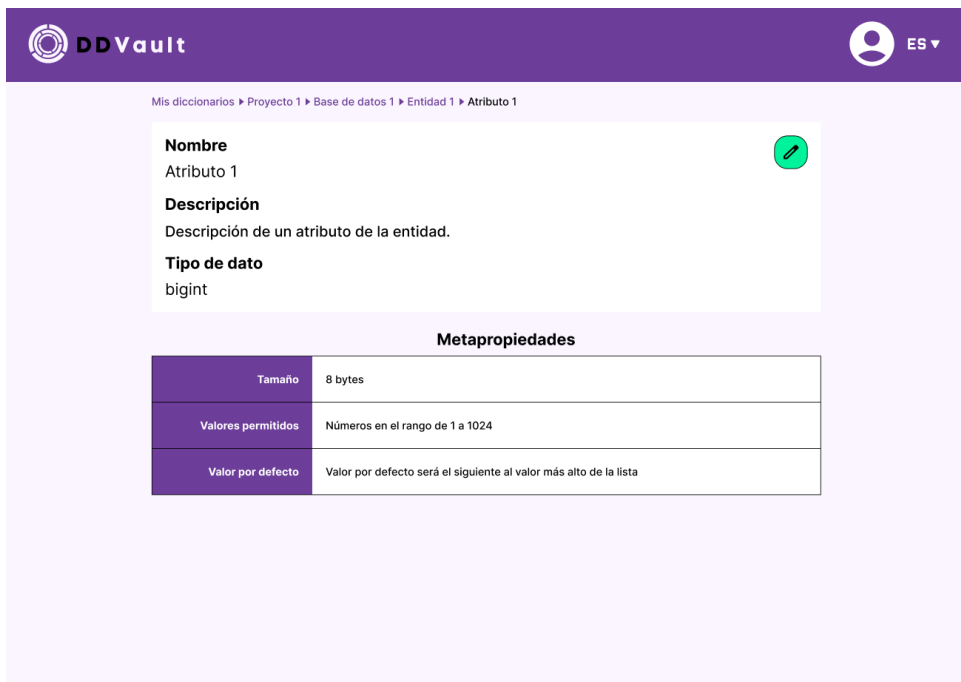 DDVault
ES ▼
Mis diccionarios ▶ Proyecto 1 ▶ Base de datos 1 ▶ Entidad 1 ▶ Atributo 1
Nombre
Atributo 1
Descripción
Descripción de un atributo de la entidad.
Tipo de dato
bigint
Metapropiedades
Tamaño 8 bytes
Valores permitidos Números en el rango de 1 a 1024
Valor por defecto Valor por defecto será el siguiente al valor más alto de la lista